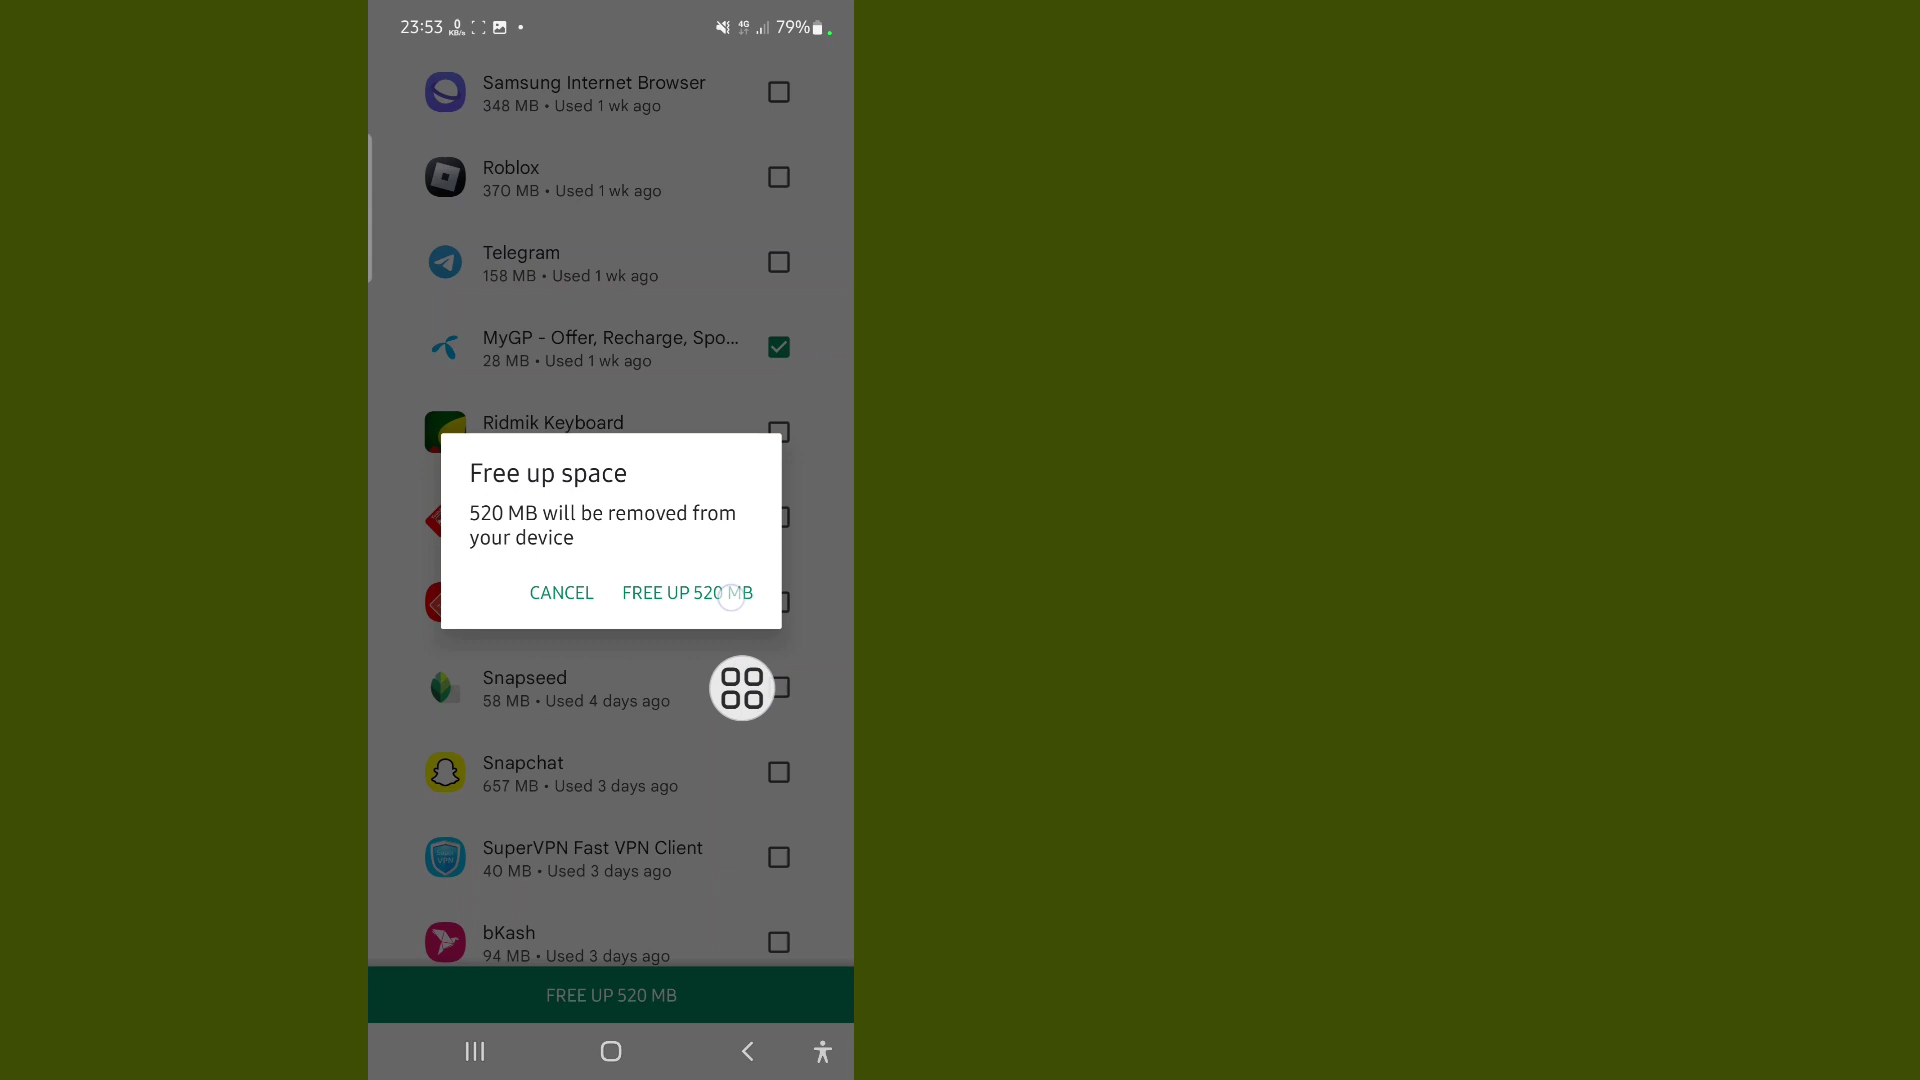 23:53 0 KB/s 4G 79%
Samsung Internet Browser
348 MB • Used 1 wk ago
Roblox
370 MB • Used 1 wk ago
Telegram
158 MB • Used 1 wk ago
MyGP - Offer, Recharge, Spo...
28 MB • Used 1 wk ago
Ridmik Keyboard
Free up space
520 MB will be removed from
your device
CANCEL FREE UP 520 MB
Snapseed
58 MB • Used 4 days ago
Snapchat
657 MB • Used 3 days ago
VPN
SuperVPN Fast VPN Client
40 MB • Used 3 days ago
bKash
94 MB • Used 3 days ago
FREE UP 520 MB